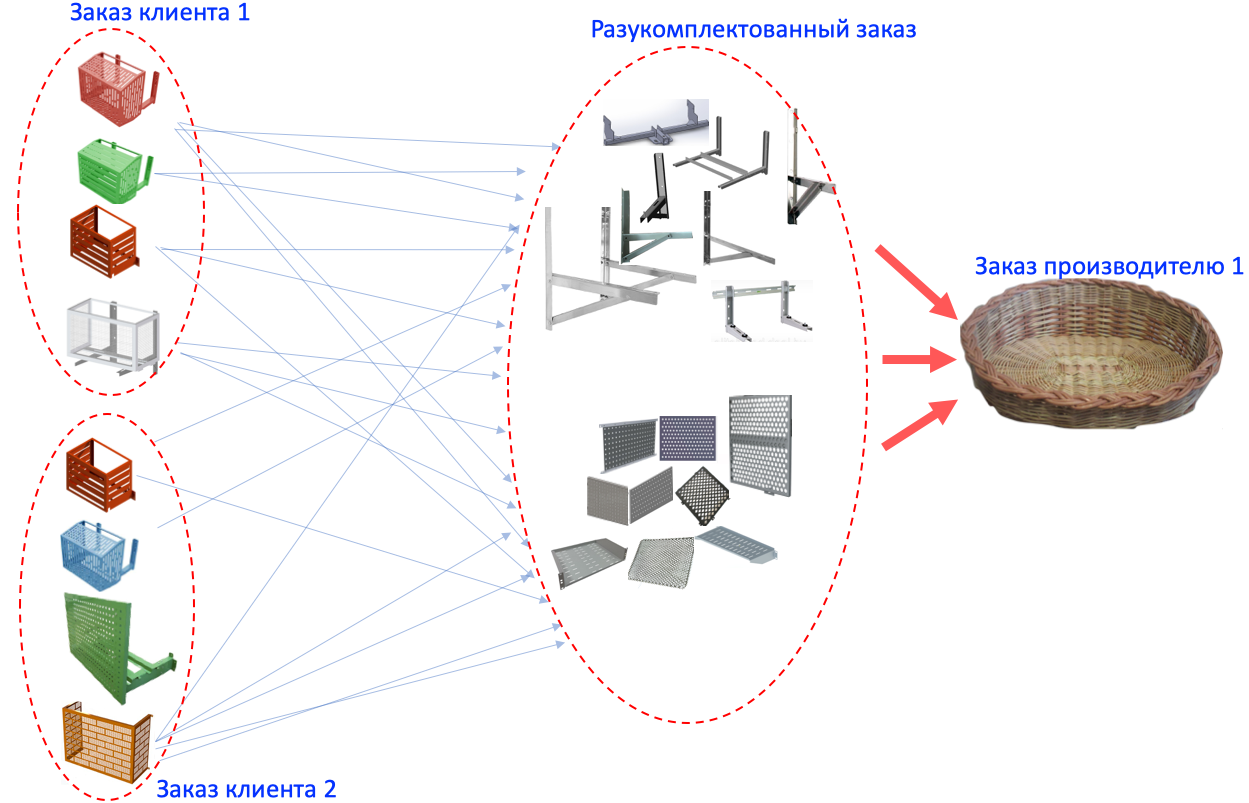 Заказ клиента 1
Разукомплектованный заказ
Заказ производителю 1
Заказ клиента 2